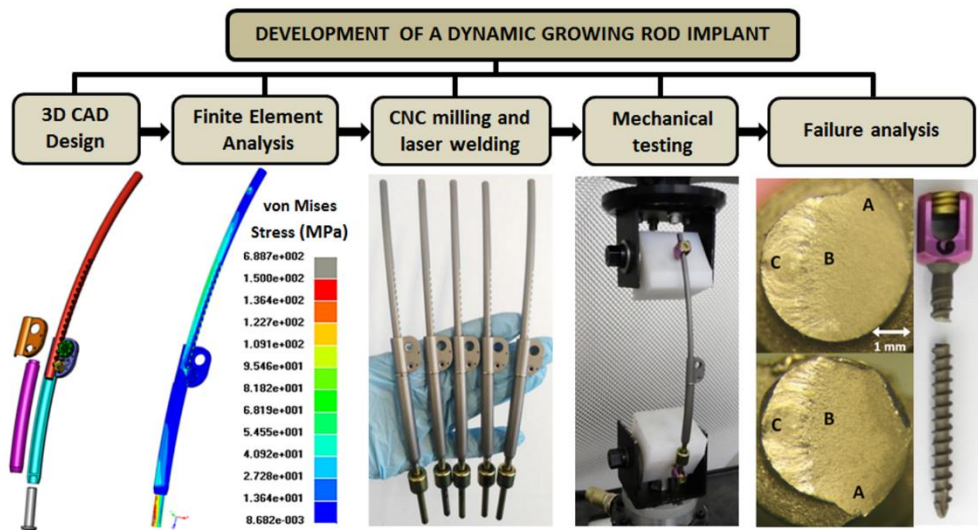 DEVELOPMENT OF A DYNAMIC GROWING ROD IMPLANT
3D CAD
Design
Finite Element
Analysis
CNC milling and
laser welding
Mechanical
testing
Failure analysis
von Mises
Stress (MPa)
6.887e+002
1.500e+002
1.364e+002
1.227e+002
1.091e+002
9.546e+001
8.182e+001
6.819e+001
5.455e+001
4.092e+001
2.728e+001
1.364e+001
8.682e-003
A
B
C
1 mm
B
C
A